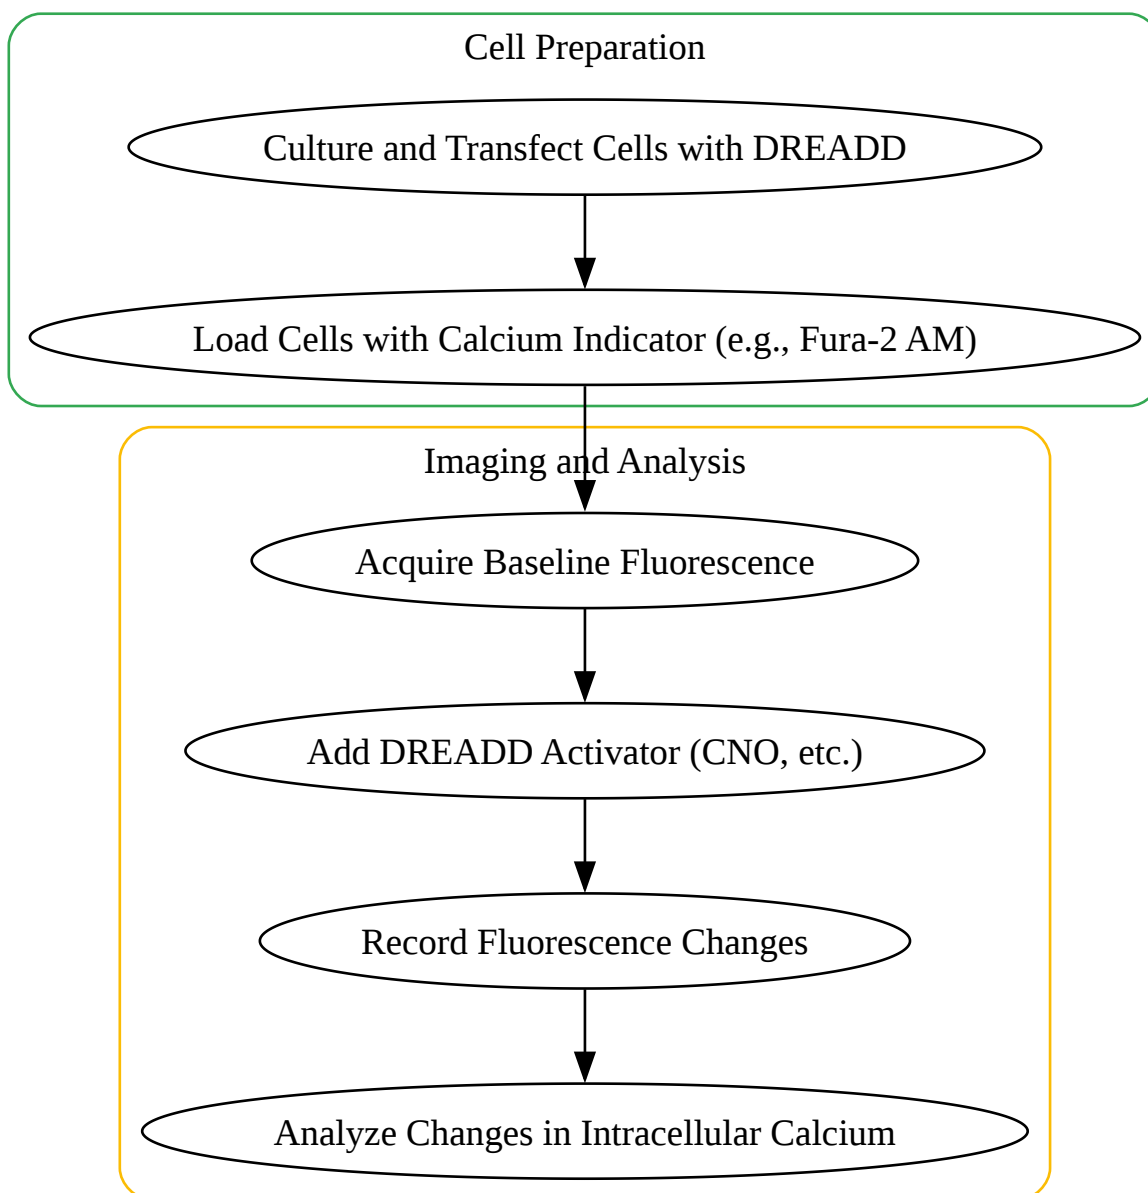 Cell Preparation
Culture and Transfect Cells with DREADD
Load Cells with Calcium Indicator (e.g., Fura-2 AM)
Imaging and Analysis
Acquire Baseline Fluorescence
Add DREADD Activator (CNO, etc.)
Record Fluorescence Changes
Analyze Changes in Intracellular Calcium